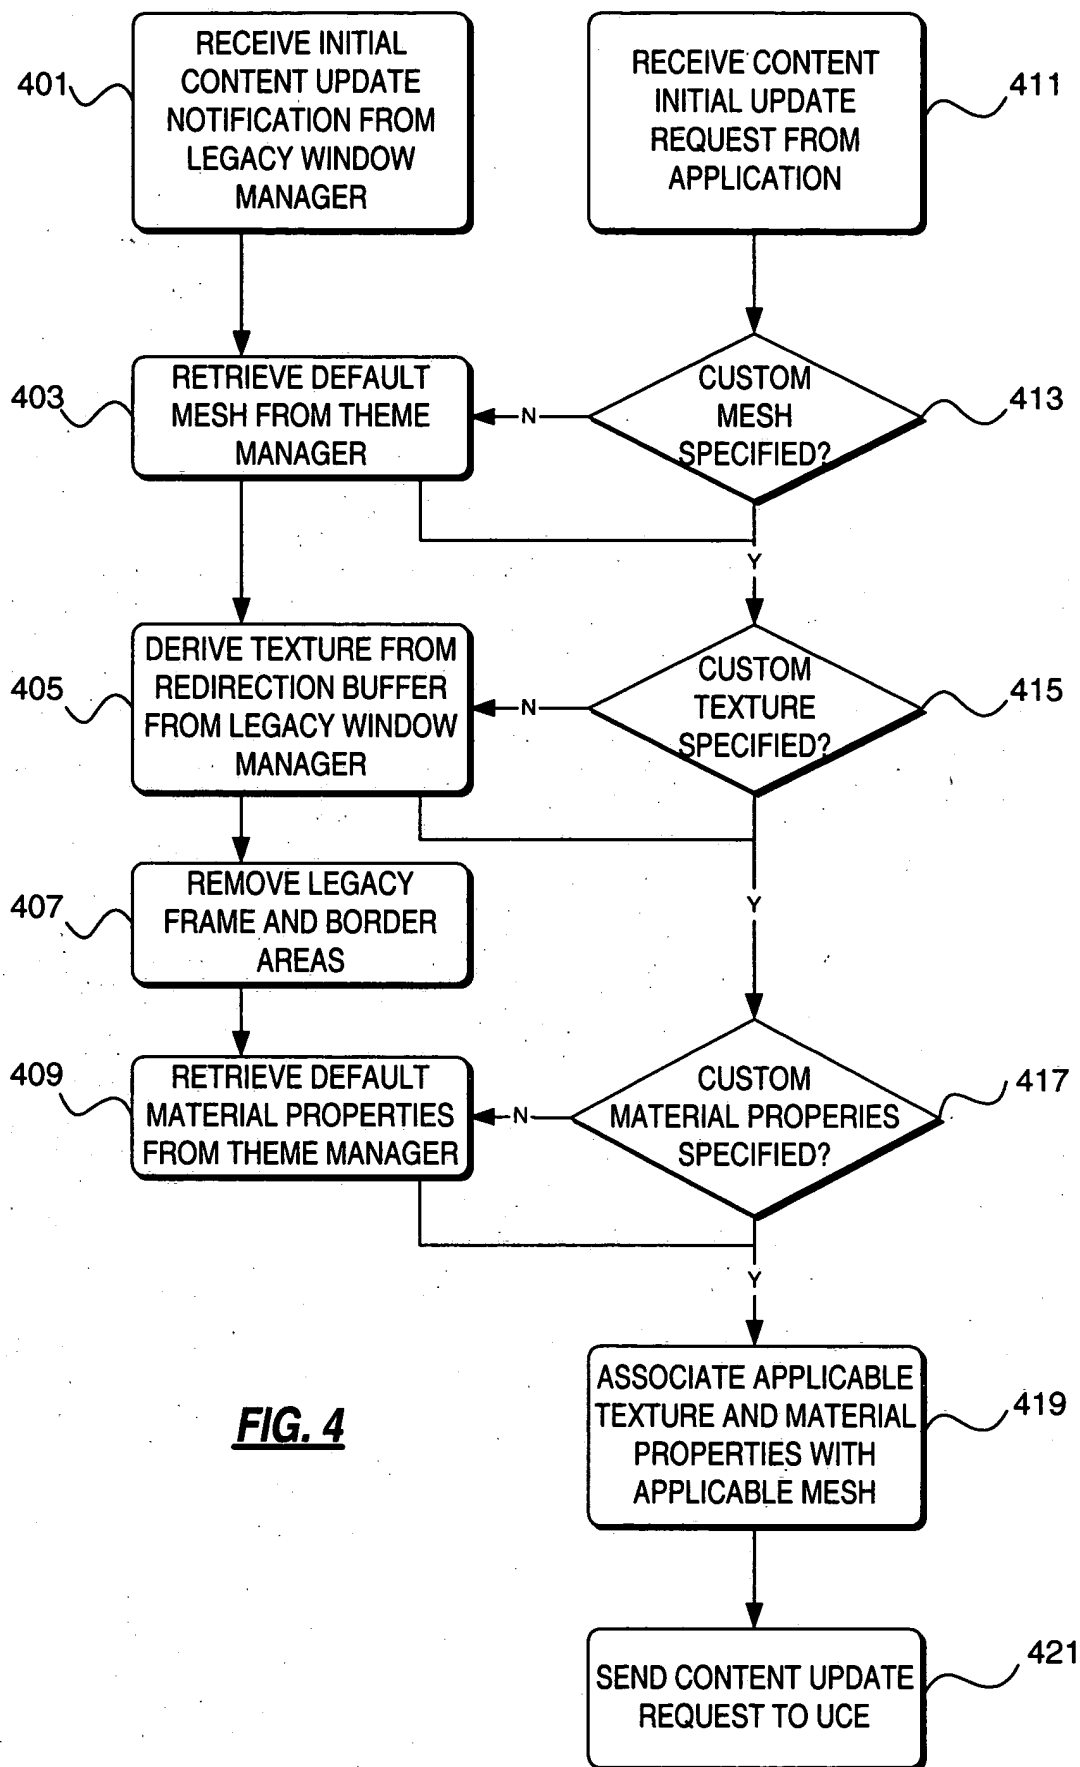 401
RECEIVE INITIAL
CONTENT UPDATE
NOTIFICATION FROM
LEGACY WINDOW
MANAGER
RECEIVE CONTENT
INITIAL UPDATE
REQUEST FROM
APPLICATION
411
403
RETRIEVE DEFAULT
MESH FROM THEME
MANAGER
N
CUSTOM
MESH
SPECIFIED?
413
Y
405
DERIVE TEXTURE FROM
REDIRECTION BUFFER
FROM LEGACY WINDOW
MANAGER
N
CUSTOM
TEXTURE
SPECIFIED?
415
407
REMOVE LEGACY
FRAME AND BORDER
AREAS
Y
409
RETRIEVE DEFAULT
MATERIAL PROPERTIES
FROM THEME MANAGER
N
CUSTOM
MATERIAL PROPERIES
SPECIFIED?
417
Y
ASSOCIATE APPLICABLE
TEXTURE AND MATERIAL
PROPERTIES WITH
APPLICABLE MESH
419
FIG. 4
SEND CONTENT UPDATE
REQUEST TO UCE
421